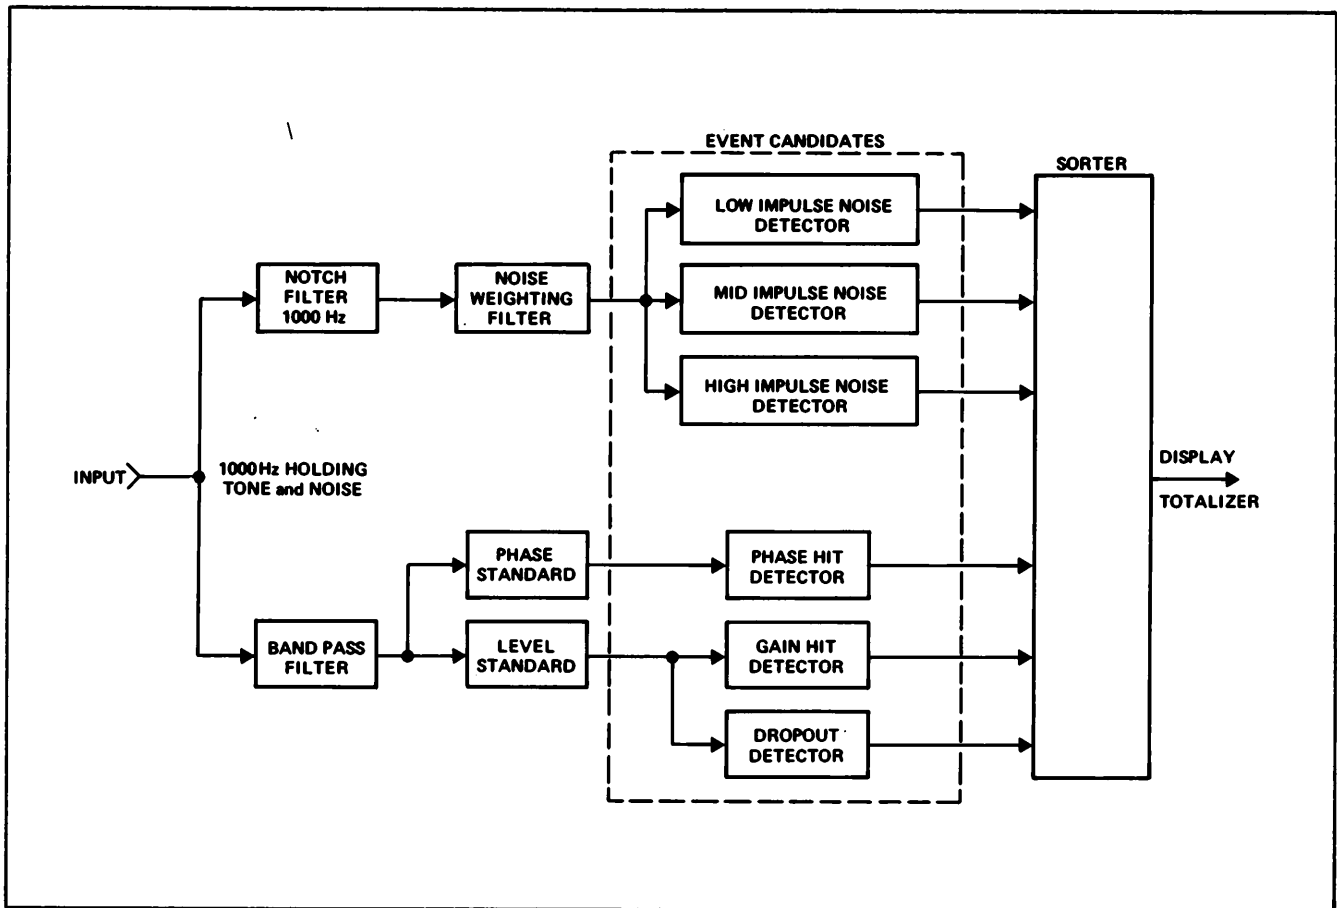 EVENT CANDIDATES
SORTER
LOW IMPULSE NOISE
DETECTOR
NOTCH
FILTER
1000 Hz
NOISE
WEIGHTING
FILTER
MID IMPULSE NOISE
DETECTOR
HIGH IMPULSE NOISE
DETECTOR
INPUT
1000Hz HOLDING
TONE and NOISE
DISPLAY
TOTALIZER
PHASE
STANDARD
PHASE HIT
DETECTOR
BAND PASS
FILTER
LEVEL
STANDARD
GAIN HIT
DETECTOR
DROPOUT
DETECTOR